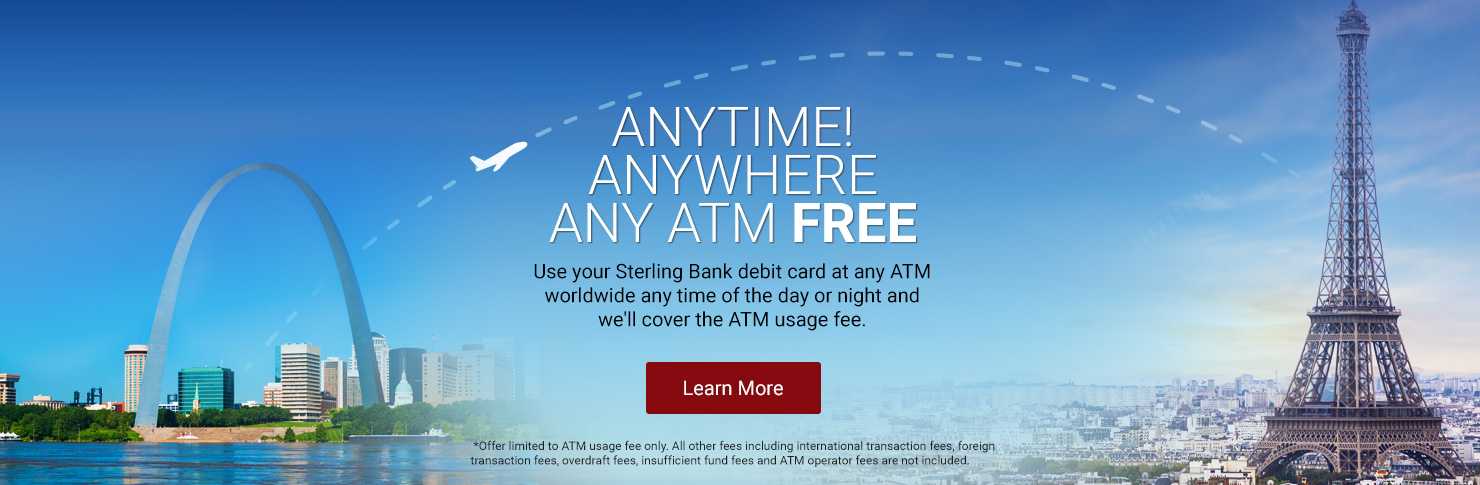 ANYTIME!
ANYWHERE
ANY ATM FREE
Use your Sterling Bank debit card at any ATM
worldwide any time of the day or night and
we'll cover the ATM usage fee.
Learn More
*Offer limited to ATM usage fee only. All other fees including international transaction fees, foreign
transaction fees, overdraft fees, insufficient fund fees and ATM operator fees are not included.